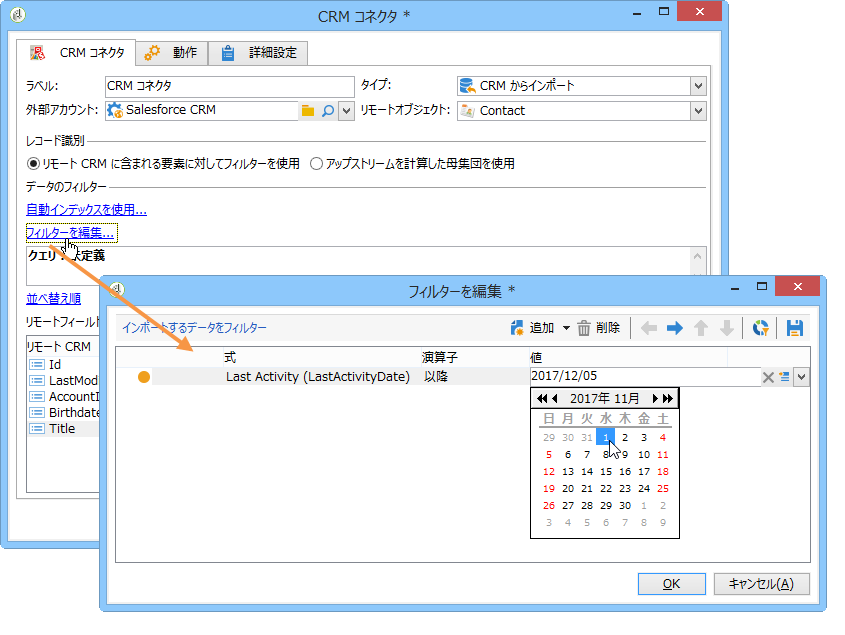 CRM コネクタ *
CRM コネクタ 動作 詳細設定
ラベル: CRM コネクタ タイプ: CRM からインポート
外部アカウント: Salesforce CRM リモートオブジェクト: Contact
レコード識別
リモート CRM に含まれる要素に対してフィルターを使用 アップストリームを計算した母集団を使用
データのフィルター
自動インデックスを使用...
フィルターを編集...
クエリ:
定義
並べ替え順
リモートフィールド
リモート CRM
Id
LastMod
AccountI
Birthdate
Title
フィルターを編集 *
インポートするデータをフィルター 追加 削除
式 演算子 値
Last Activity (LastActivityDate) 以降 2017/12/05
2017年 11月
日 月 火 水 木 金 土
29 30 31 1 2 3 4
5 6 7 8 9 10 11
12 13 14 15 16 17 18
19 20 21 22 23 24 25
26 27 28 29 30 1 2
3 4 5 6 7 8 9
OK キャンセル(A)